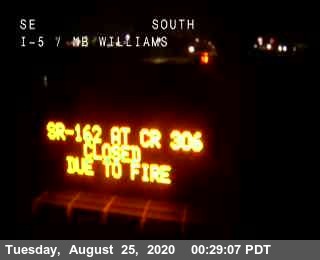 SE SOUTH
I-5 / MB WILLIAMS
SR-162 AT CR 306
CLOSED
DUE TO FIRE
Tuesday, August 25, 2020 00:29:07 PDT